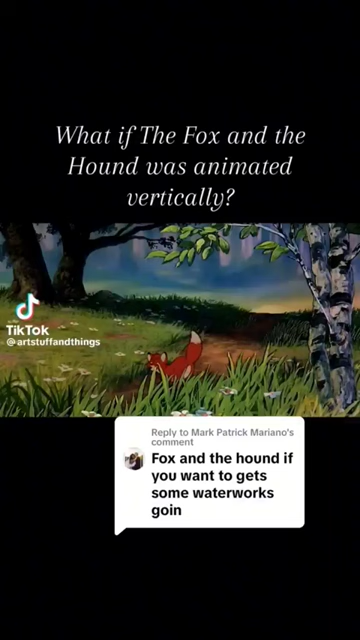 What if The Fox and the
Hound was animated
vertically?
TikTok
@artstuffandthings
Reply to Mark Patrick Mariano's
comment
Fox and the hound if
you want to gets
some waterworks
goin